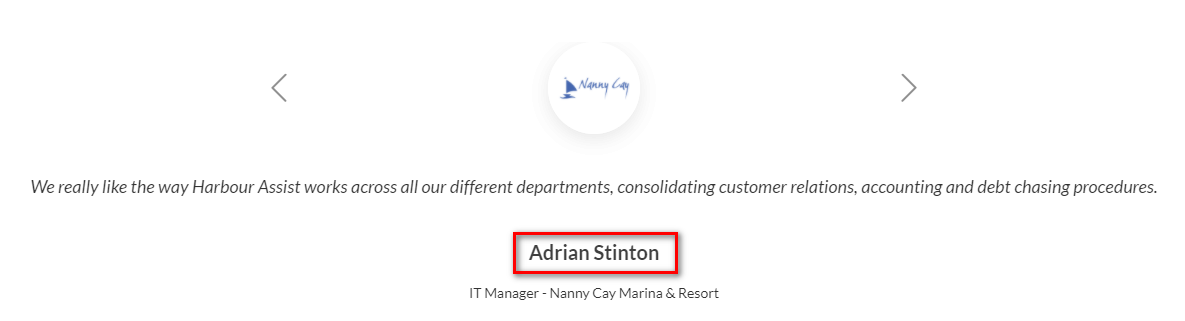 Nanny Cay
We really like the way Harbour Assist works across all our different departments, consolidating customer relations, accounting and debt chasing procedures.
Adrian Stinton
IT Manager - Nanny Cay Marina & Resort